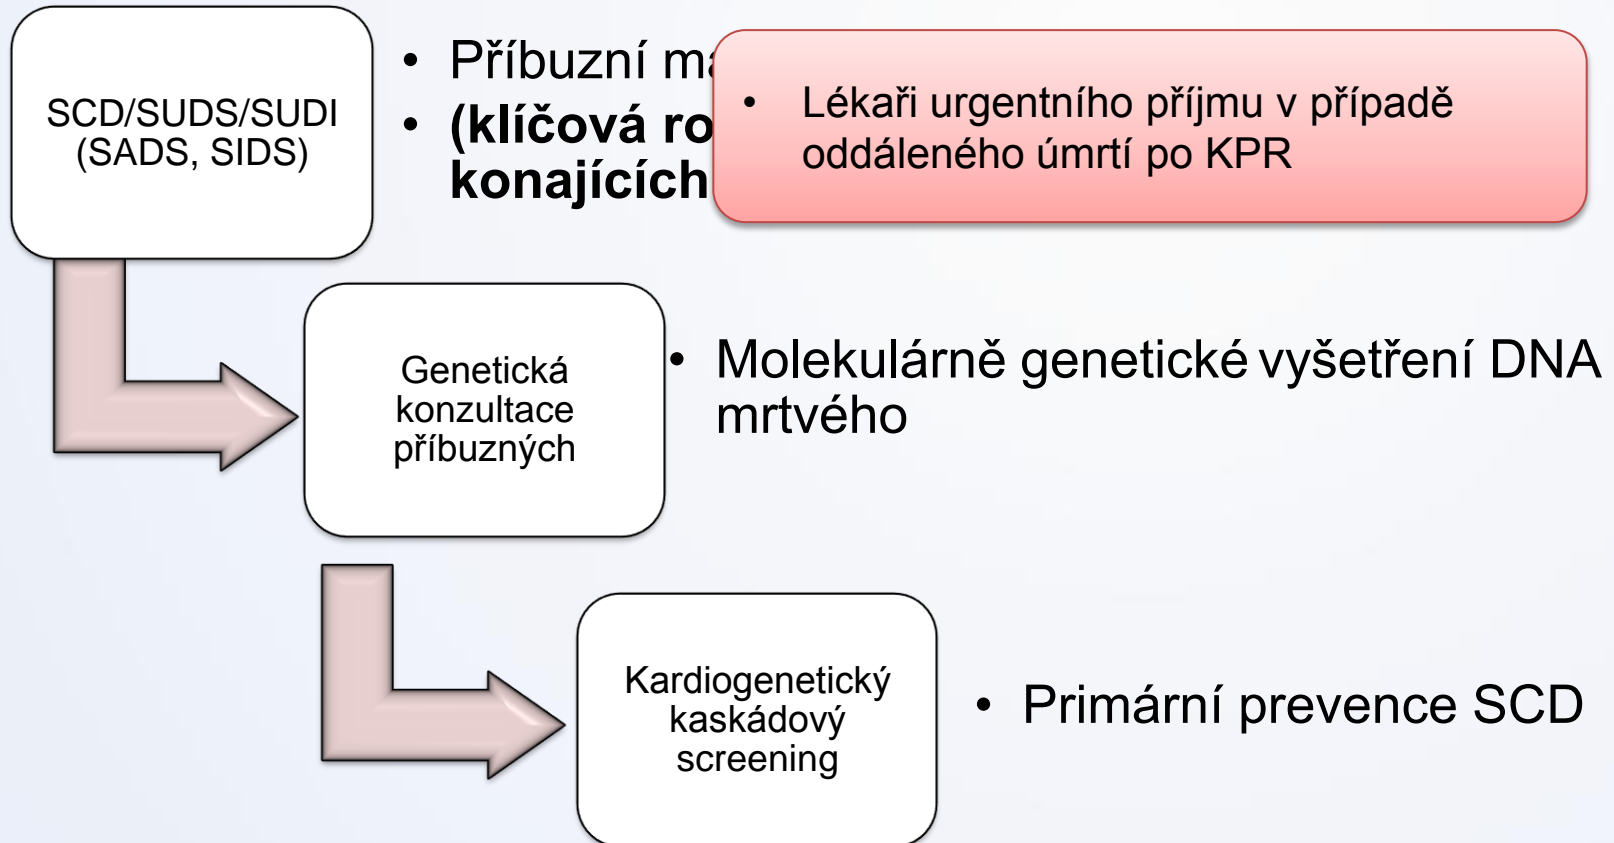 SCD/SUDS/SUDI
(SADS, SIDS)
• Příbuzní
• (klíčová
konajících
• Lékaři urgentního příjmu v případě
oddáleného úmrtí po KPR
Genetická
konzultace
příbuzných
• Molekulárně genetické vyšetření DNA
mrtvého
Kardiogenetický
kaskádový
screening
• Primární prevence SCD